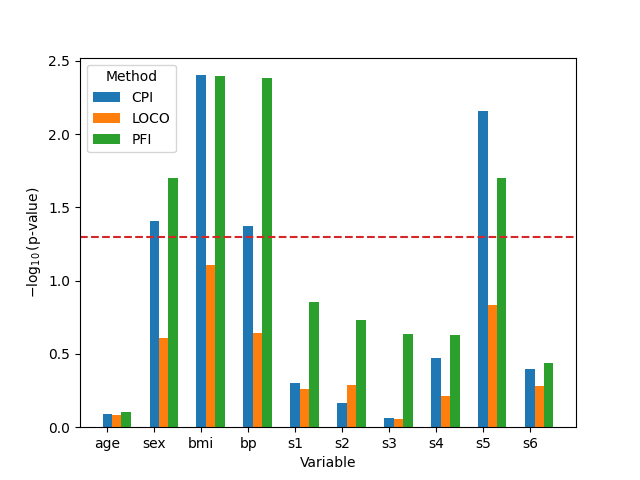 Method
CPI
LOCO
PFI
2.5
2.0
1.5
1.0
0.5
0.0
−log₁₀(p-value)
age sex bmi bp s1 s2 s3 s4 s5 s6
Variable